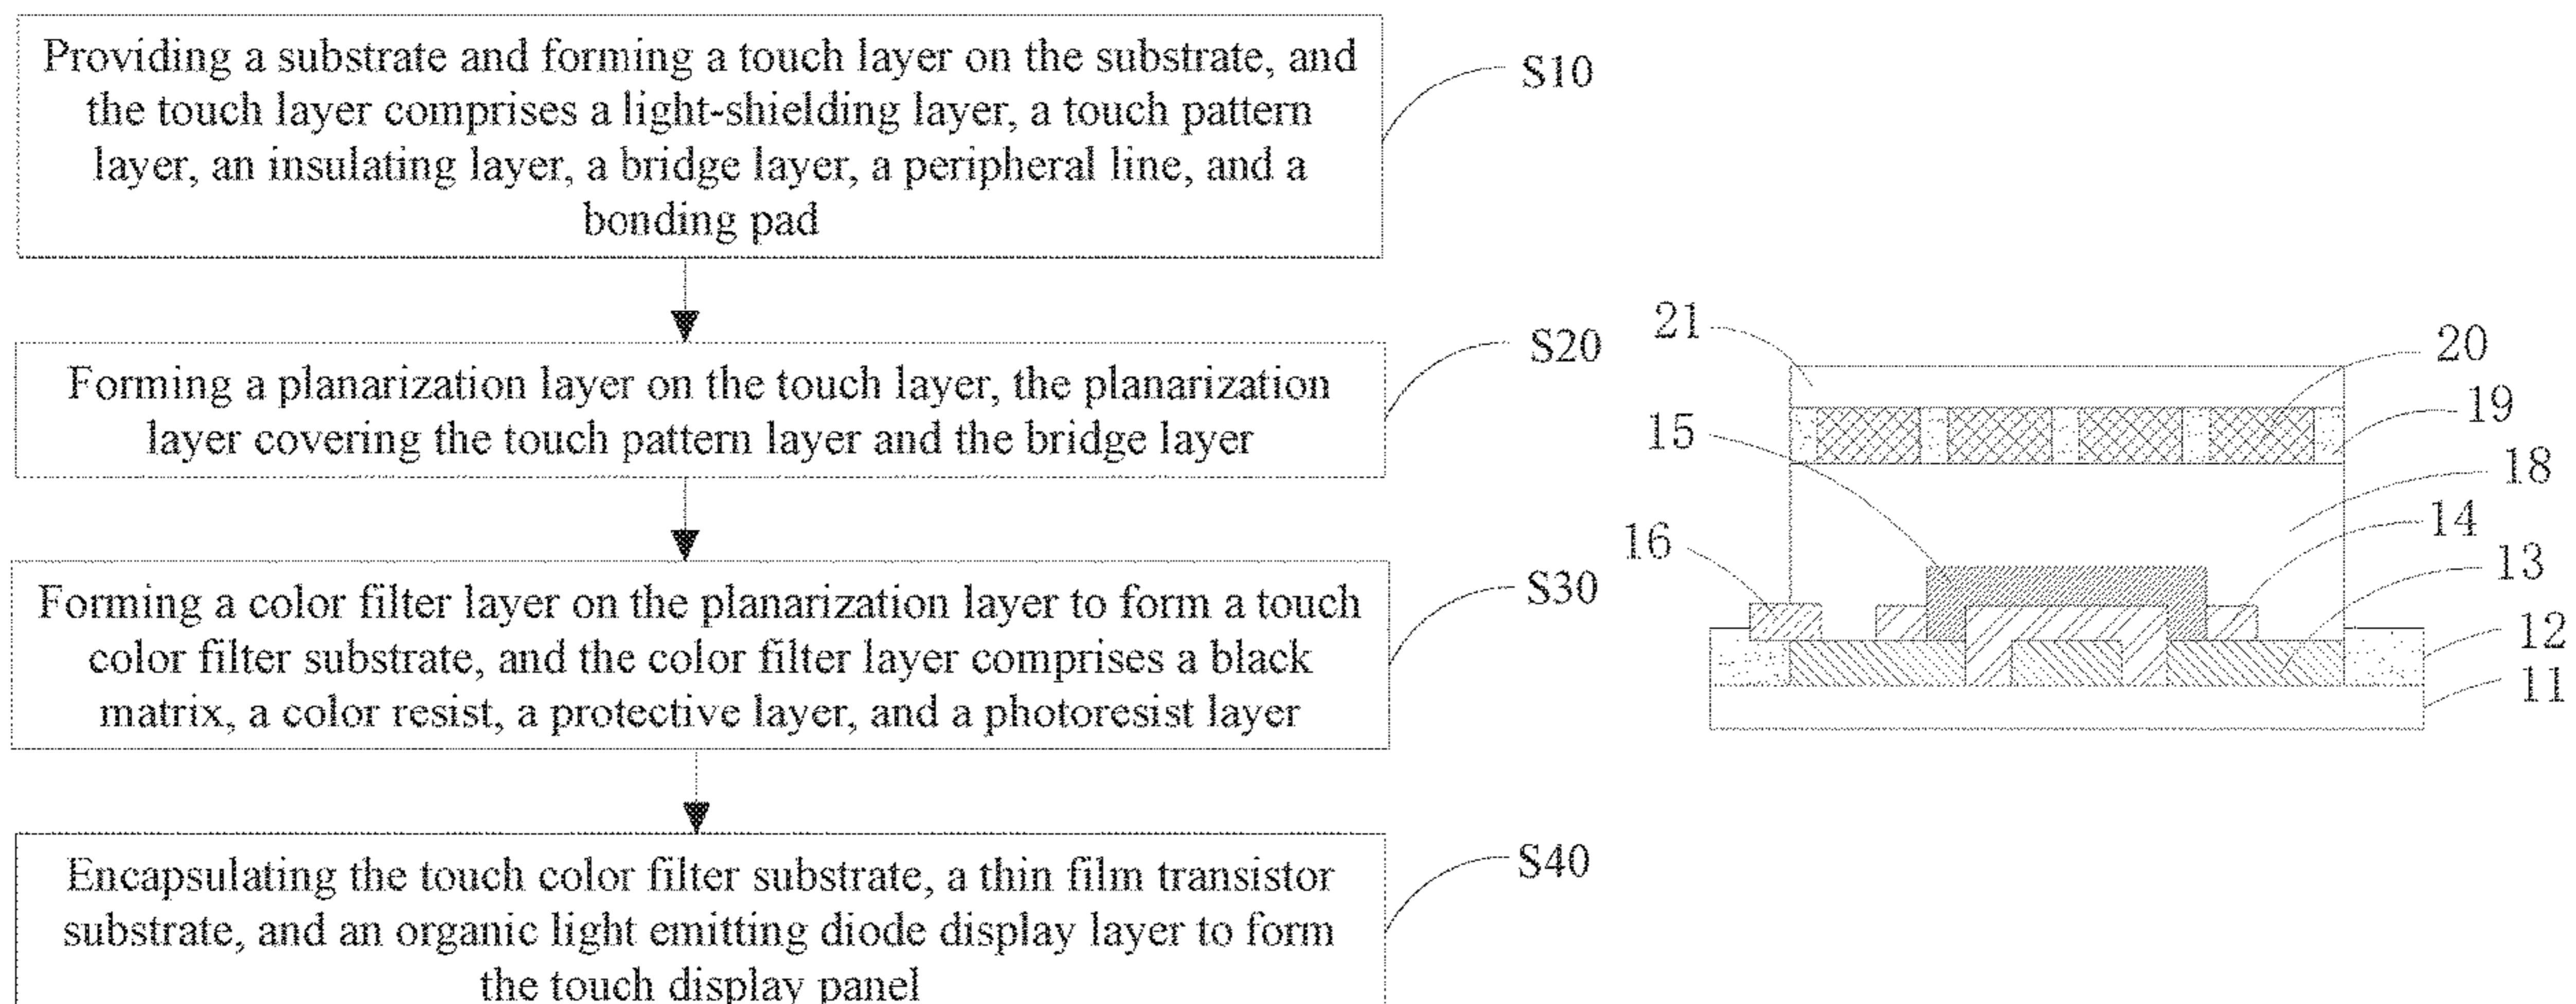 Providing a substrate and forming a touch layer on the substrate, and
the touch layer comprises a light-shielding layer, a touch pattern
layer, an insulating layer, a bridge layer, a peripheral line, and a
bonding pad
S10
Forming a planarization layer on the touch layer, the planarization
layer covering the touch pattern layer and the bridge layer
S20
Forming a color filter layer on the planarization layer to form a touch
color filter substrate, and the color filter layer comprises a black
matrix, a color resist, a protective layer, and a photoresist layer
S30
Encapsulating the touch color filter substrate, a thin film transistor
substrate, and an organic light emitting diode display layer to form
the touch display panel
S40
21
20
15
19
18
14
16
13
12
11